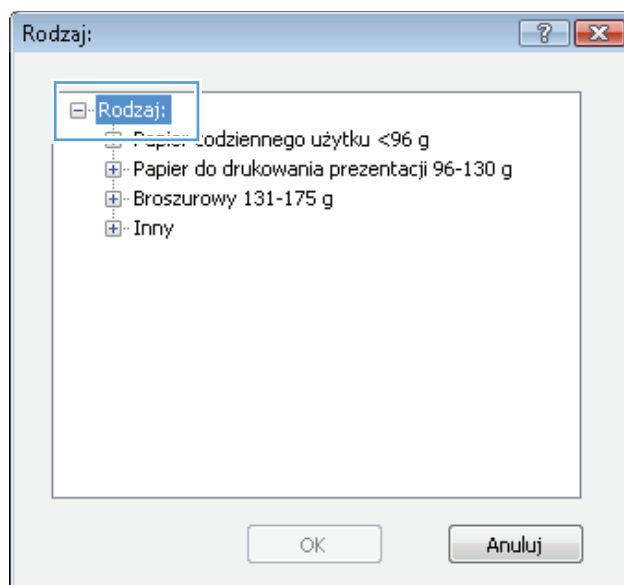 Rodzaj:
Rodzaj:
Papier codziennego użytku <96 g
Papier do drukowania prezentacji 96-130 g
Broszurowy 131-175 g
Inny
OK
Anuluj